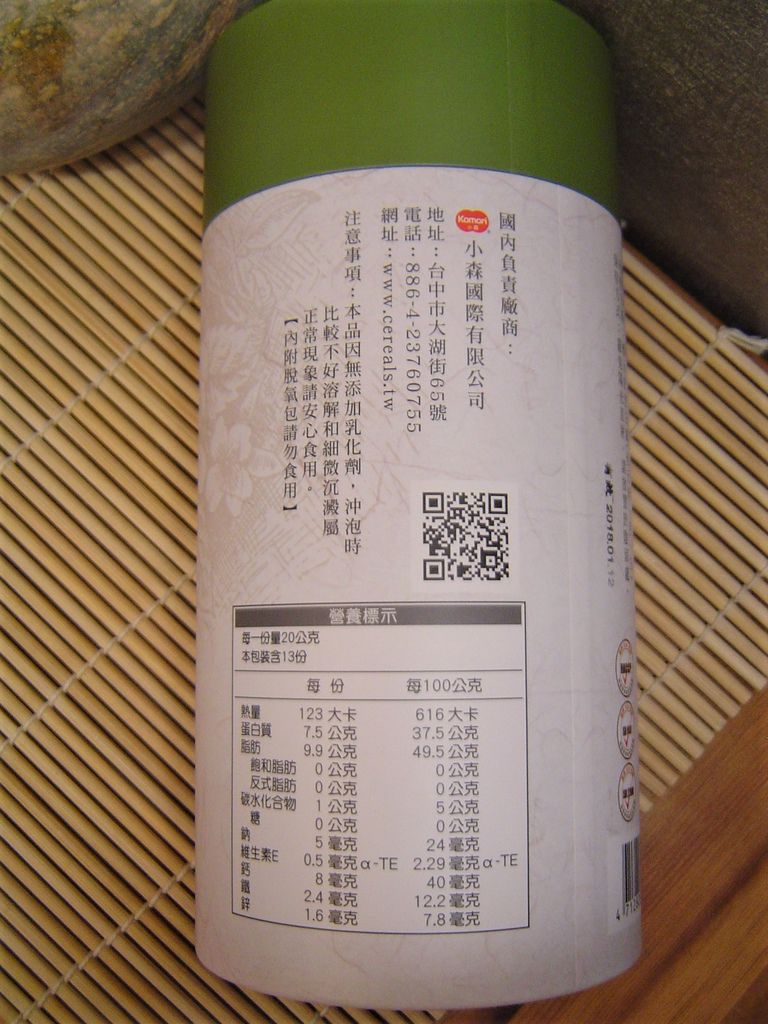 國內負責廠商：
Komori 小森 小森國際有限公司
地址：台中市大湖街65號
電話：886-4-23760755
網址：www.cereals.tw
注意事項：本品因無添加乳化劑，沖泡時
比較不好溶解和細微沉澱屬
正常現象請安心食用。
【內附脫氧包請勿食用】
有效 2018.01.12
營養標示
每一份量20公克
本包裝含13份
每 份 每100公克
熱量 123 大卡 616 大卡
蛋白質 7.5 公克 37.5 公克
脂肪 9.9 公克 49.5 公克
飽和脂肪 0 公克 0 公克
反式脂肪 0 公克 0 公克
碳水化合物 1 公克 5 公克
糖 0 公克 0 公克
鈉 5 毫克 24 毫克
維生素E 0.5 毫克 α-TE 2.29 毫克 α-TE
鈣 8 毫克 40 毫克
鐵 2.4 毫克 12.2 毫克
鋅 1.6 毫克 7.8 毫克